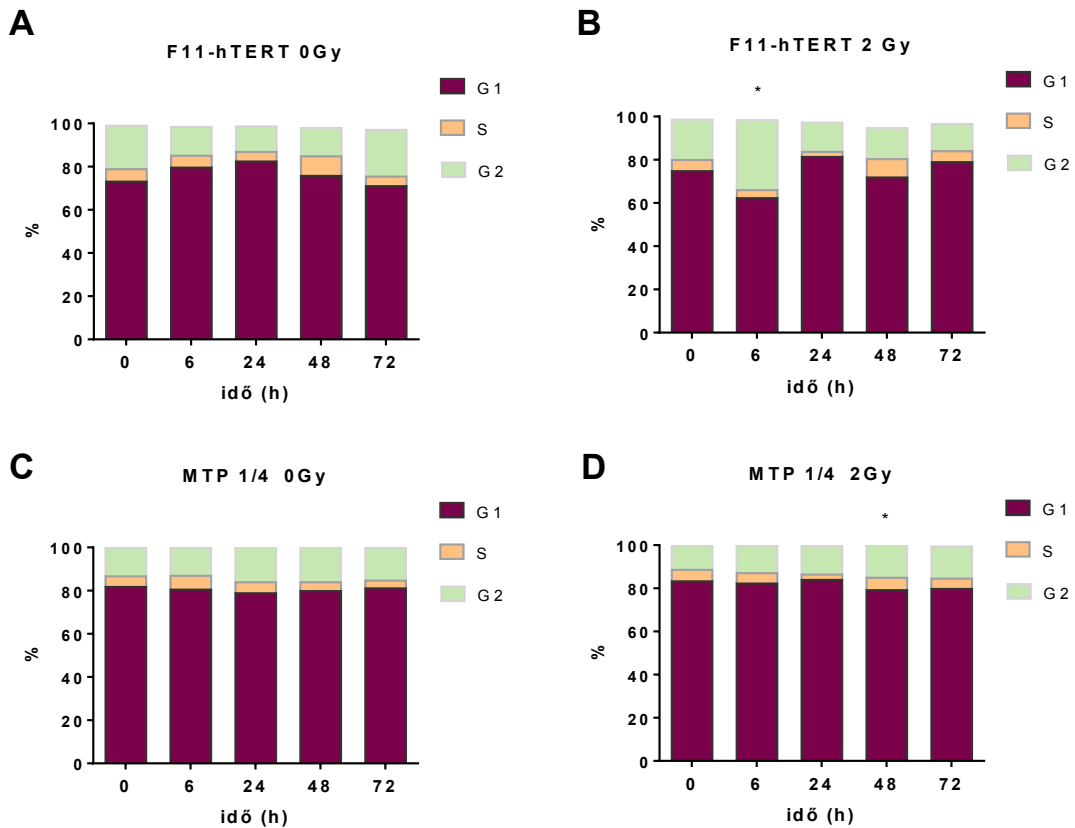 A
F11-hTERT 0Gy
G1
S
G2
100
80
60
40
20
0
%
0 6 24 48 72
idő (h)
B
F11-hTERT 2 Gy
*
G1
S
G2
100
80
60
40
20
0
%
0 6 24 48 72
idő (h)
C
MTP 1/4 0Gy
G1
S
G2
100
80
60
40
20
0
%
0 6 24 48 72
idő (h)
D
MTP 1/4 2Gy
*
G1
S
G2
100
80
60
40
20
0
%
0 6 24 48 72
idő (h)